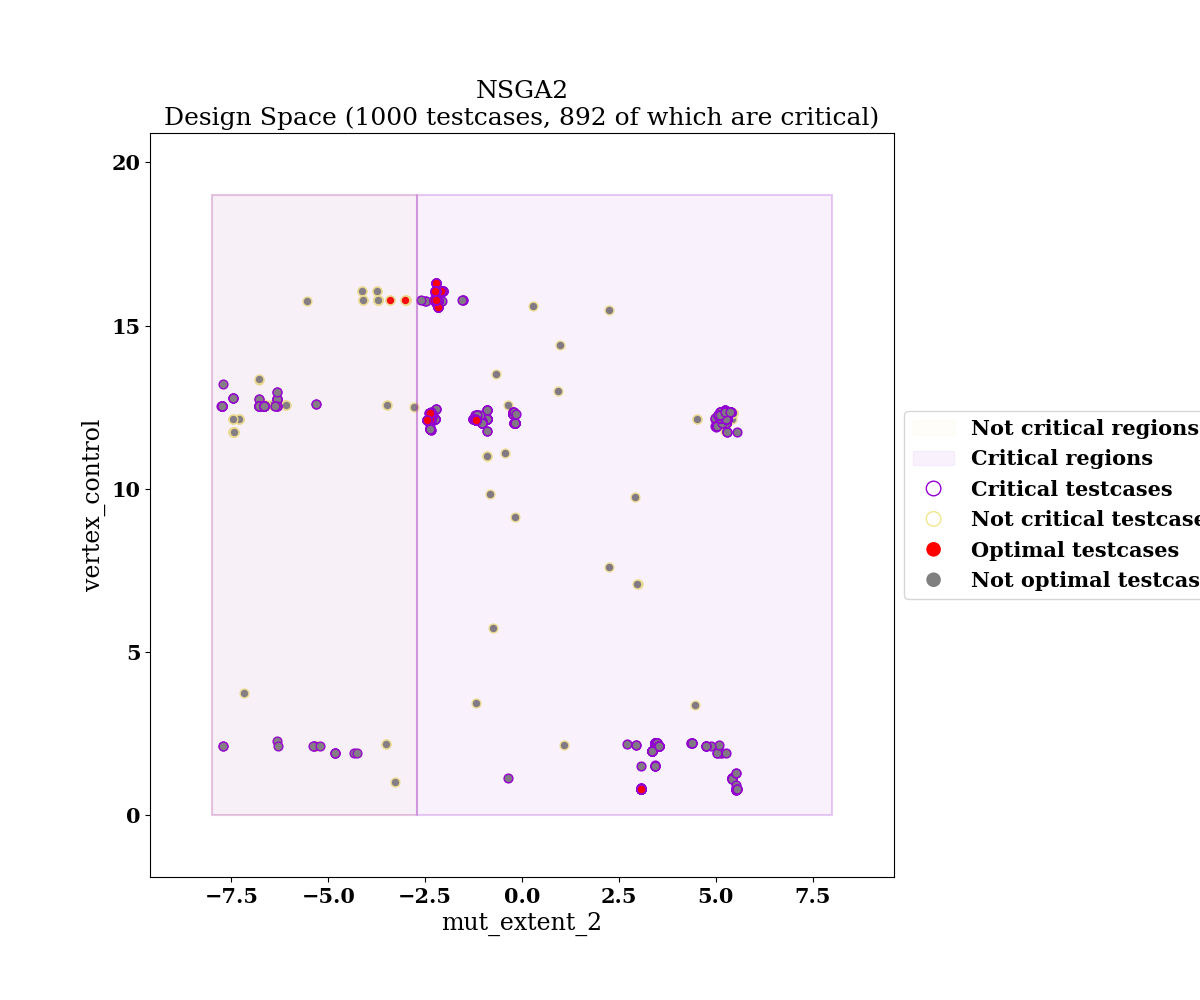 NSGA2
Design Space (1000 testcases, 892 of which are critical)
20
15
10
5
0
vertex_control
−7.5 −5.0 −2.5 0.0 2.5 5.0 7.5
mut_extent_2
Not critical regions
Critical regions
Critical testcases
Not critical testcase
Optimal testcases
Not optimal testcas